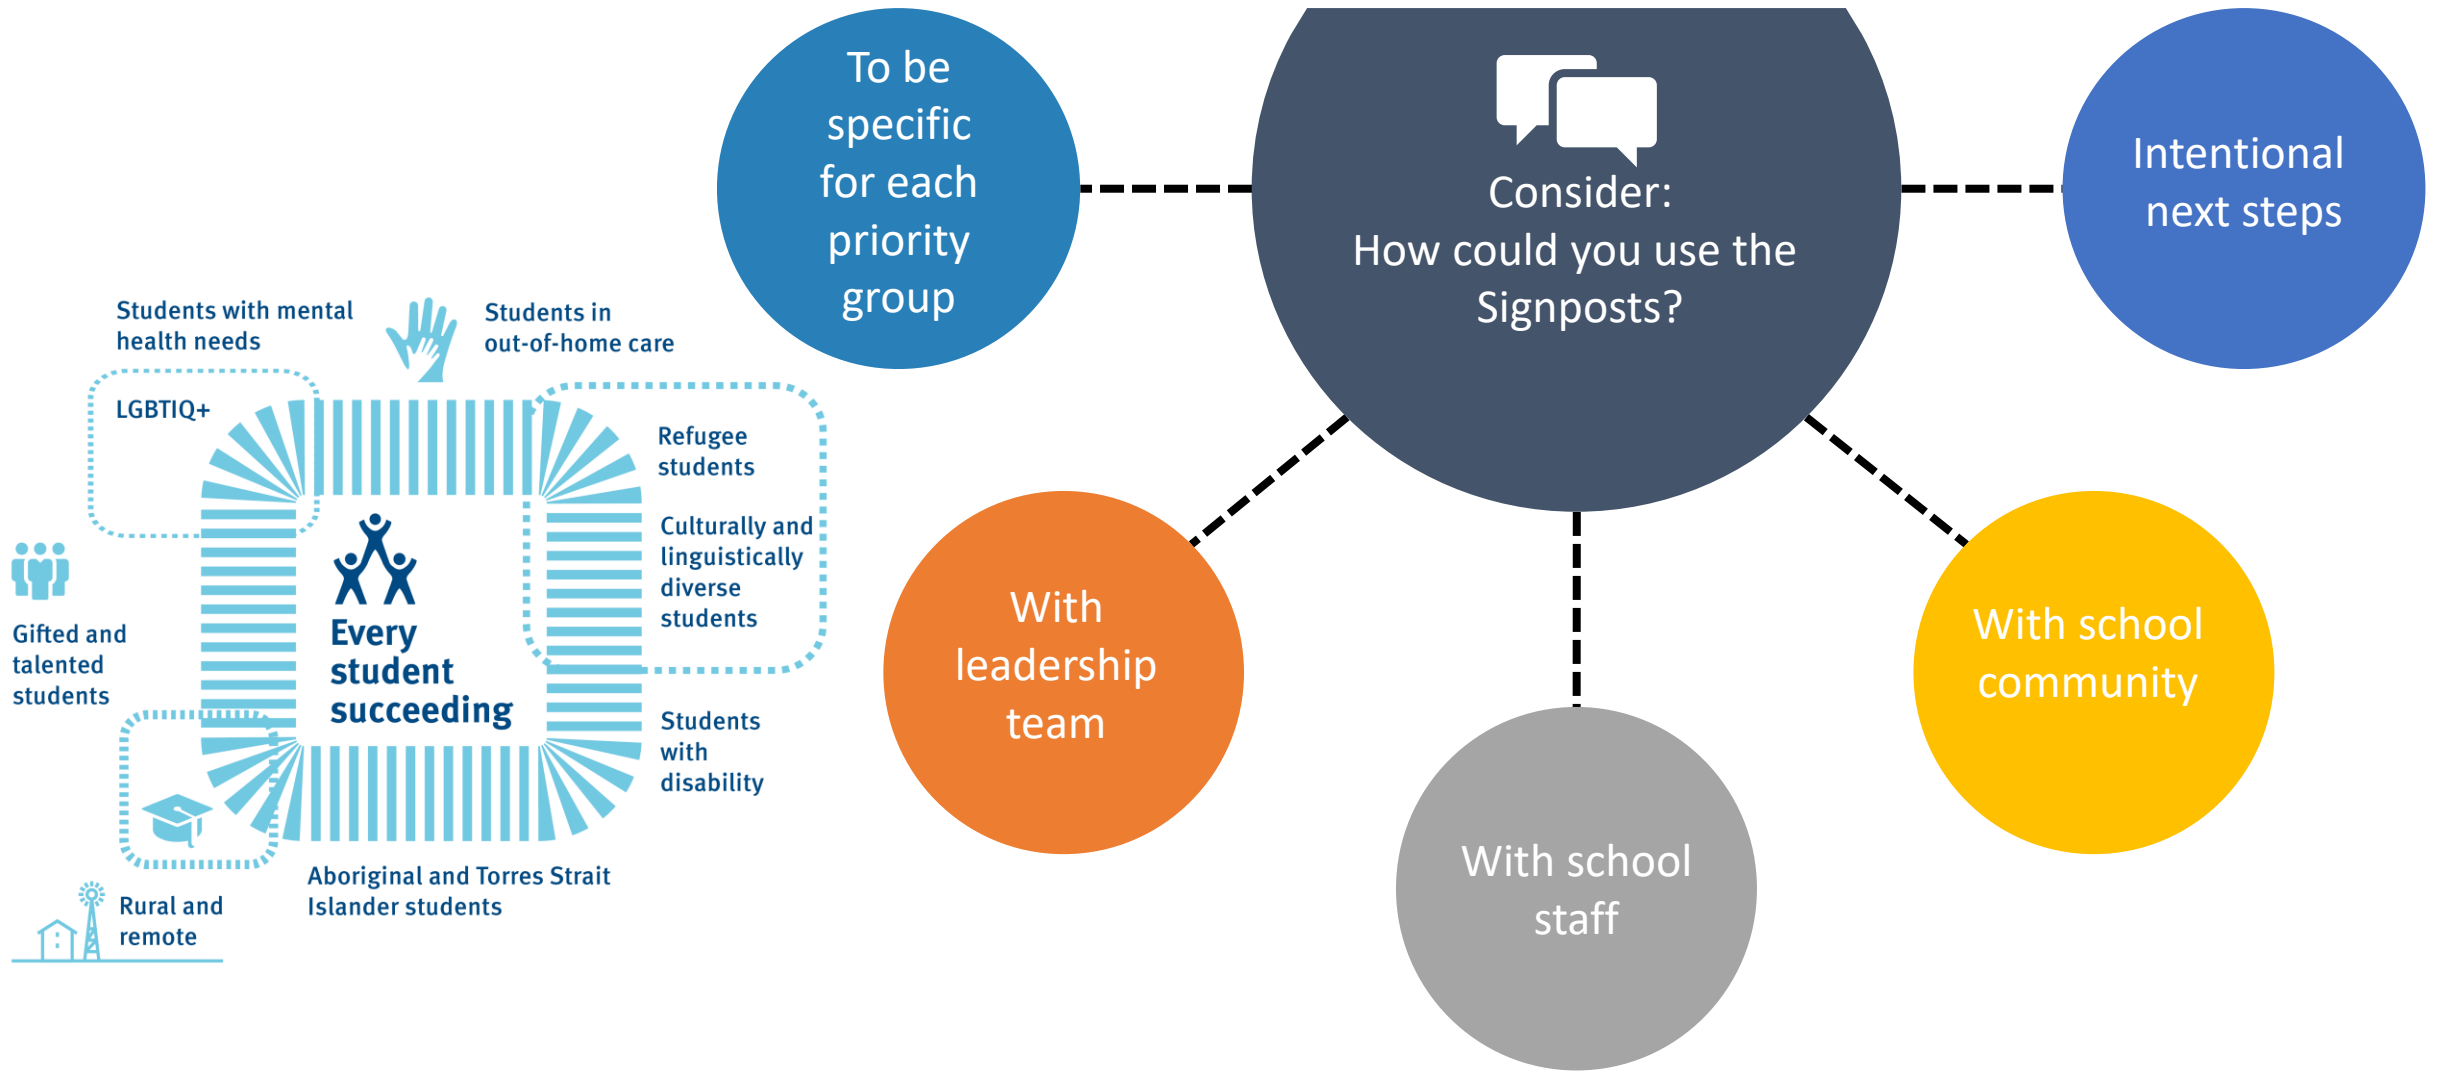 To be
specific
for each
priority
group
Consider:
How could you use the
Signposts?
Intentional
next steps
With
leadership
team
With school
staff
With school
community
Students with mental
health needs
LGBTIQ+
Students in
out-of-home care
Refugee
students
Culturally and
linguistically
diverse
students
Students
with
disability
Gifted and
talented
students
Every
student
succeeding
Rural and
remote
Aboriginal and Torres Strait
Islander students